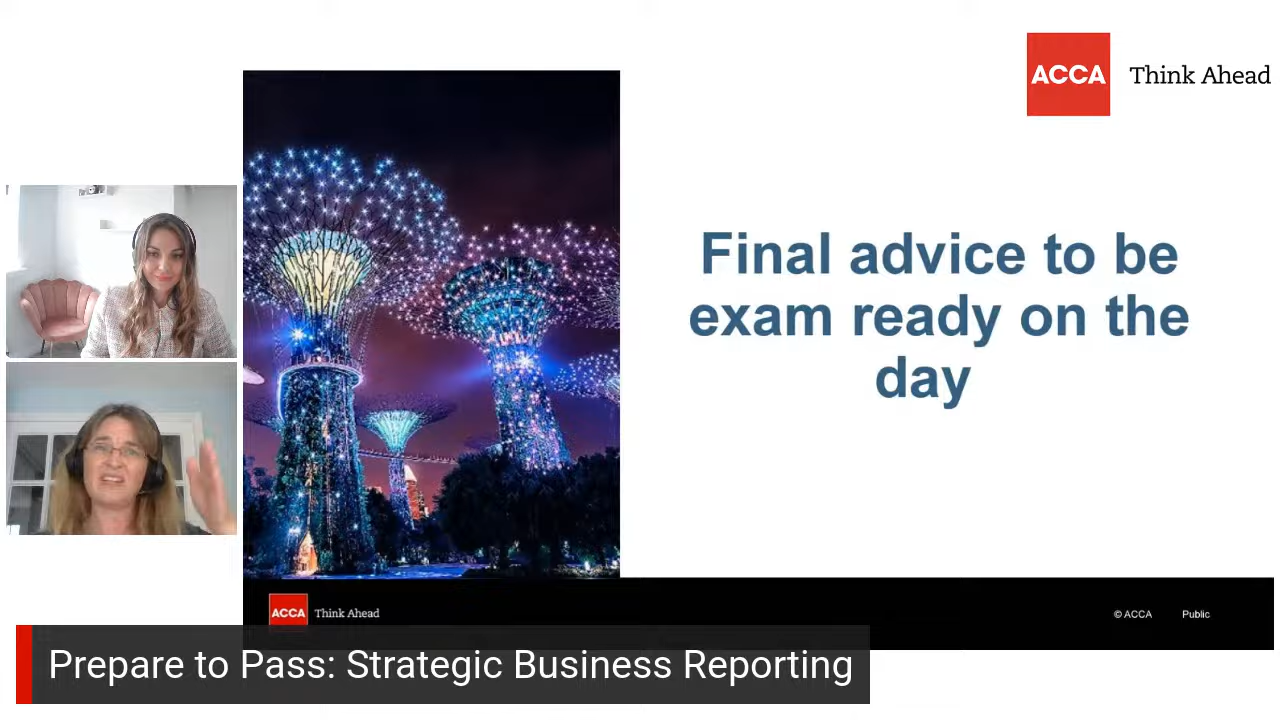 ACCA Think Ahead
Final advice to be
exam ready on the
day
ACCA Think Ahead
© ACCA Public
Prepare to Pass: Strategic Business Reporting